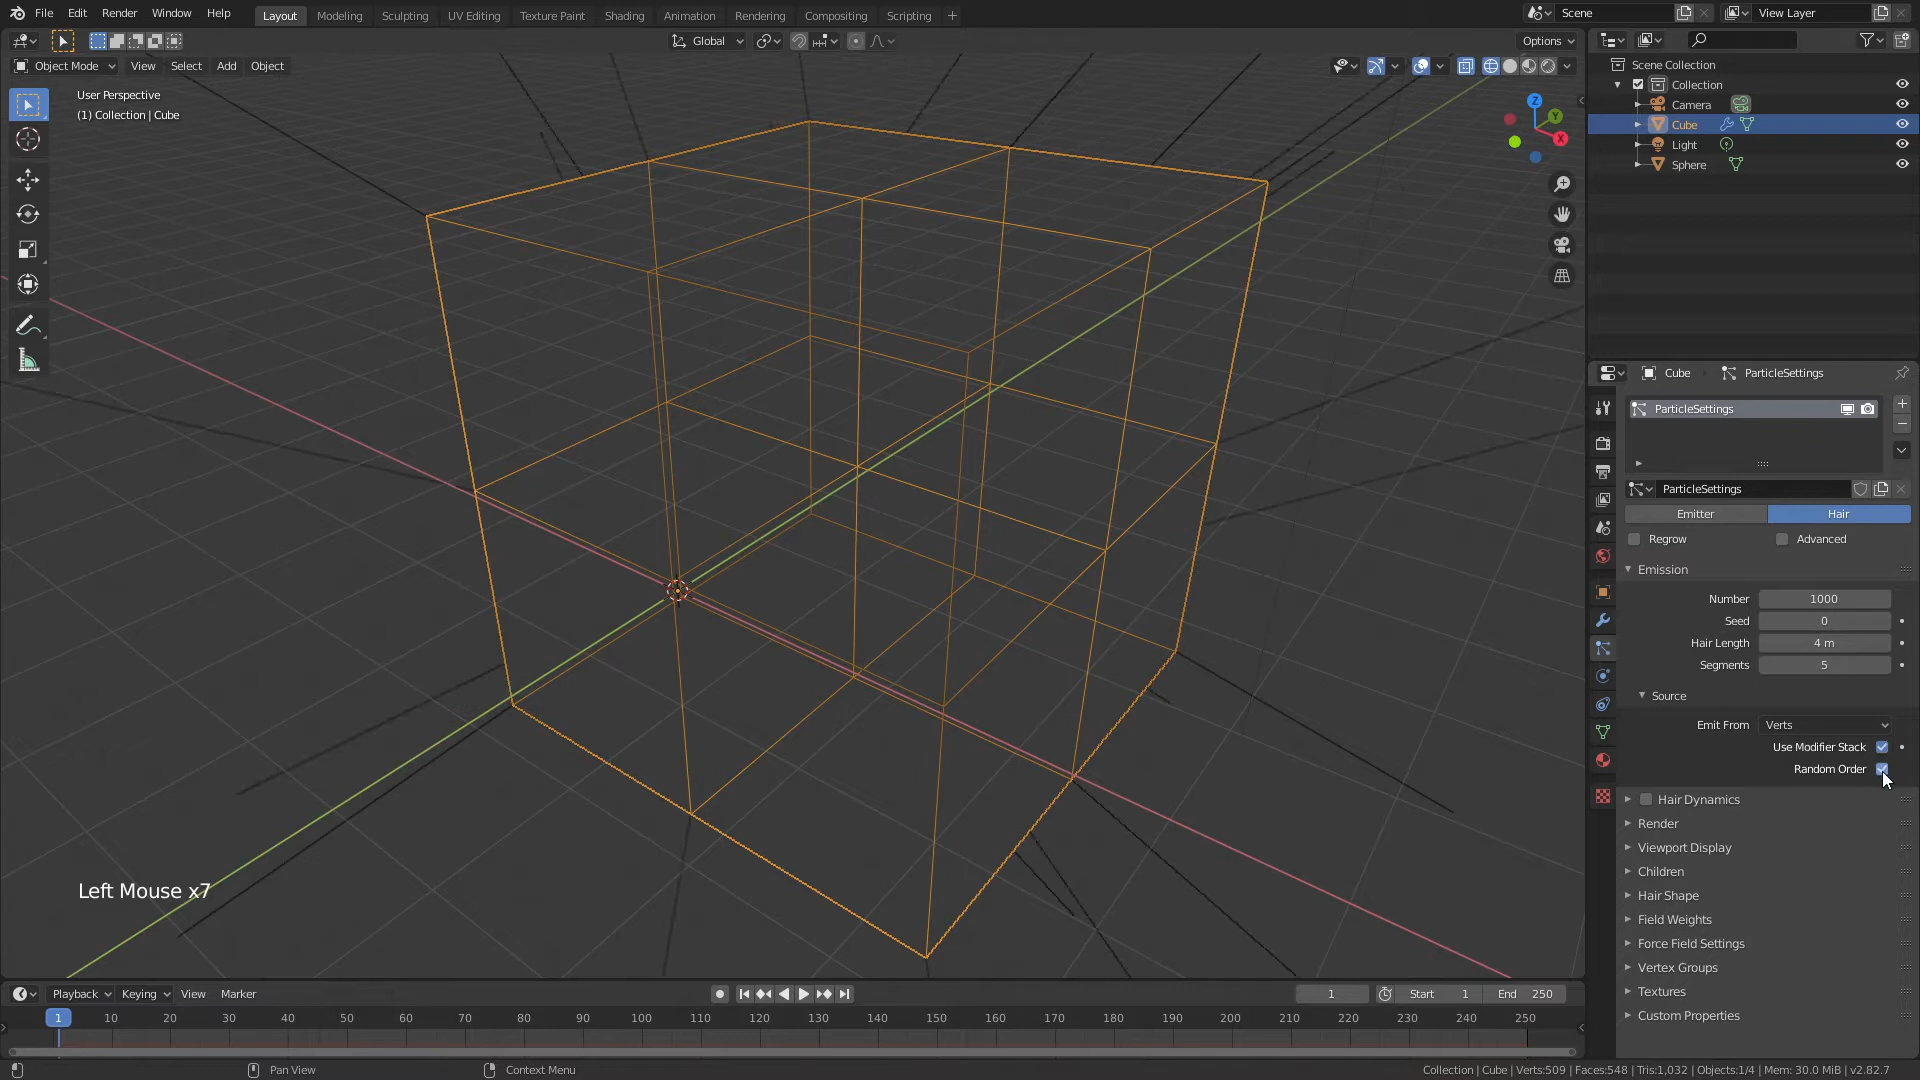 File Edit Render Window Help
Layout Modeling Sculpting UV Editing Texture Paint Shading Animation Rendering Compositing Scripting +
Scene
View Layer
Global
Options
Object Mode View Select Add Object
User Perspective
(1) Collection | Cube
Z
Y
X
Scene Collection
Collection
Camera
Cube
Light
Sphere
Cube
ParticleSettings
ParticleSettings
ParticleSettings
Emitter Hair
Regrow Advanced
Emission
Number 1000
Seed 0
Hair Length 4 m
Segments 5
Source
Emit From Verts
Use Modifier Stack
Random Order
Hair Dynamics
Render
Viewport Display
Children
Hair Shape
Field Weights
Force Field Settings
Vertex Groups
Textures
Custom Properties
Left Mouse x7
Playback Keying View Marker
1 Start 1 End 250
1 10 20 30 40 50 60 70 80 90 100 110 120 130 140 150 160 170 180 190 200 210 220 230 240 250
Pan View Context Menu
Collection | Cube | Verts:509 | Faces:548 | Tris:1,032 | Objects:1/4 | Mem: 30.0 MiB | v2.82.7